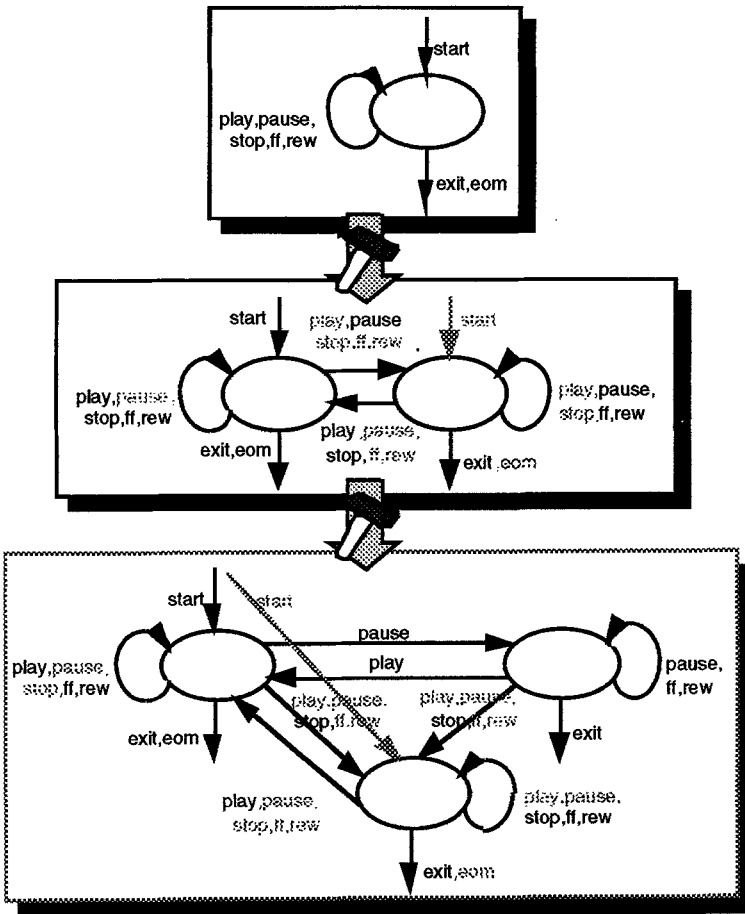 start
play,pause,
stop,ff,rew
exit,eom
start
play,pause
stop,ff,rew
start
play,pause,
stop,ff,rew
play,pause,
stop,ff,rew
exit,eom
play,pause,
stop,ff,rew
exit,eom
start
start
pause
play
play,pause,
stop,ff,rew
pause,
ff,rew
play,pause,
stop,ff,rew
play,pause,
stop,ff,rew
exit,eom
exit
play,pause,
stop,ff,rew
play,pause,
stop,ff,rew
exit,eom